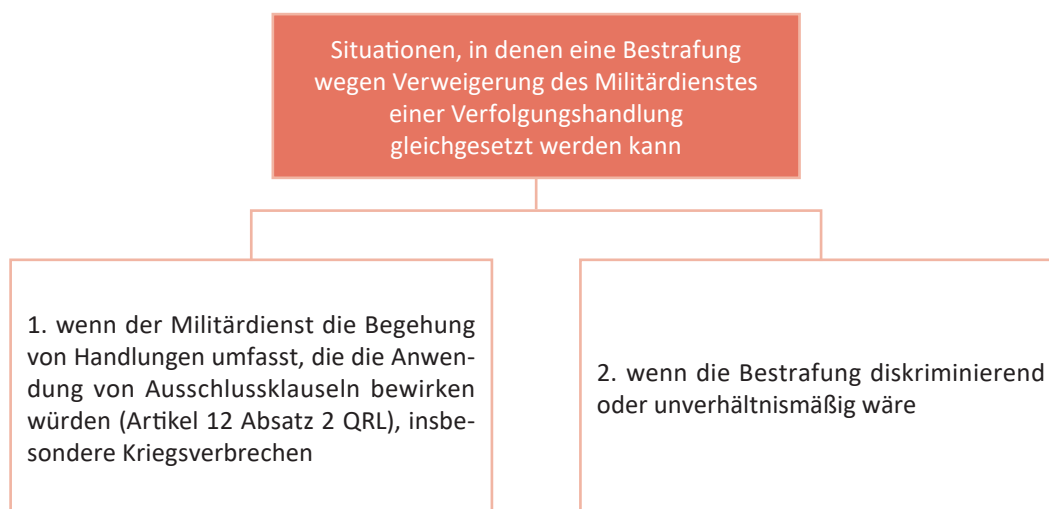 Situationen, in denen eine Bestrafung
wegen Verweigerung des Militärdienstes
einer Verfolgungshandlung
gleichgesetzt werden kann
1. wenn der Militärdienst die Begehung
von Handlungen umfasst, die die Anwen-
dung von Ausschlussklauseln bewirken
würden (Artikel 12 Absatz 2 QRL), insbe-
sondere Kriegsverbrechen
2. wenn die Bestrafung diskriminierend
oder unverhältnismäßig wäre